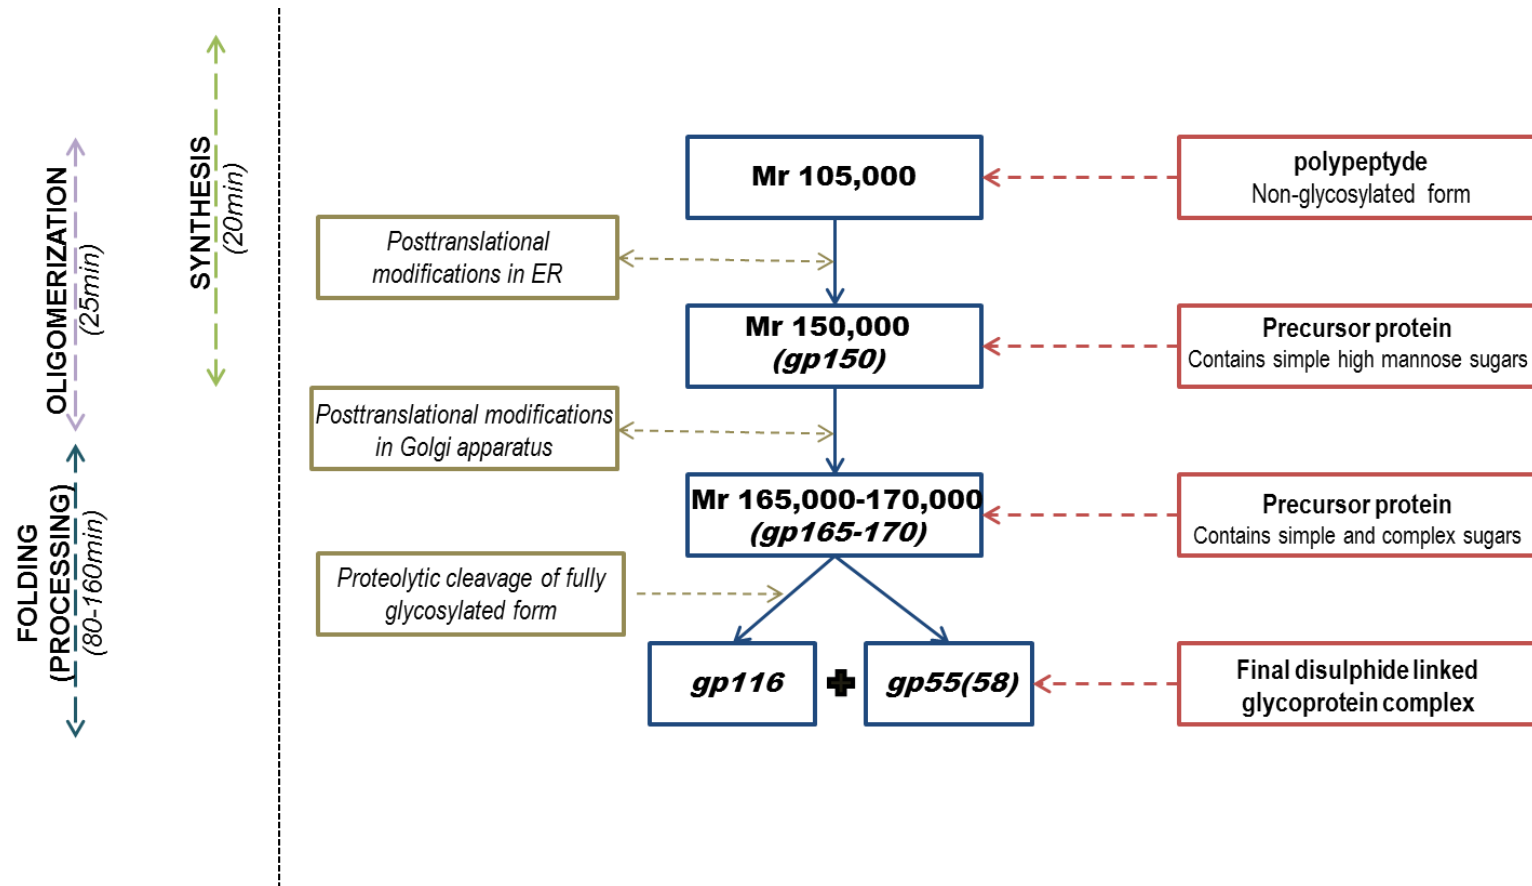 SYNTHESIS
(20min)
OLIGOMERIZATION
(25min)
FOLDING
(PROCESSING)
(80-160min)
Mr 105,000
polypeptyde
Non-glycosylated form
Posttranslational
modifications in ER
Mr 150,000
(gp150)
Precursor protein
Contains simple high mannose sugars
Posttranslational modifications
in Golgi apparatus
Mr 165,000-170,000
(gp165-170)
Precursor protein
Contains simple and complex sugars
Proteolytic cleavage of fully
glycosylated form
gp116
+
gp55(58)
Final disulphide linked
glycoprotein complex